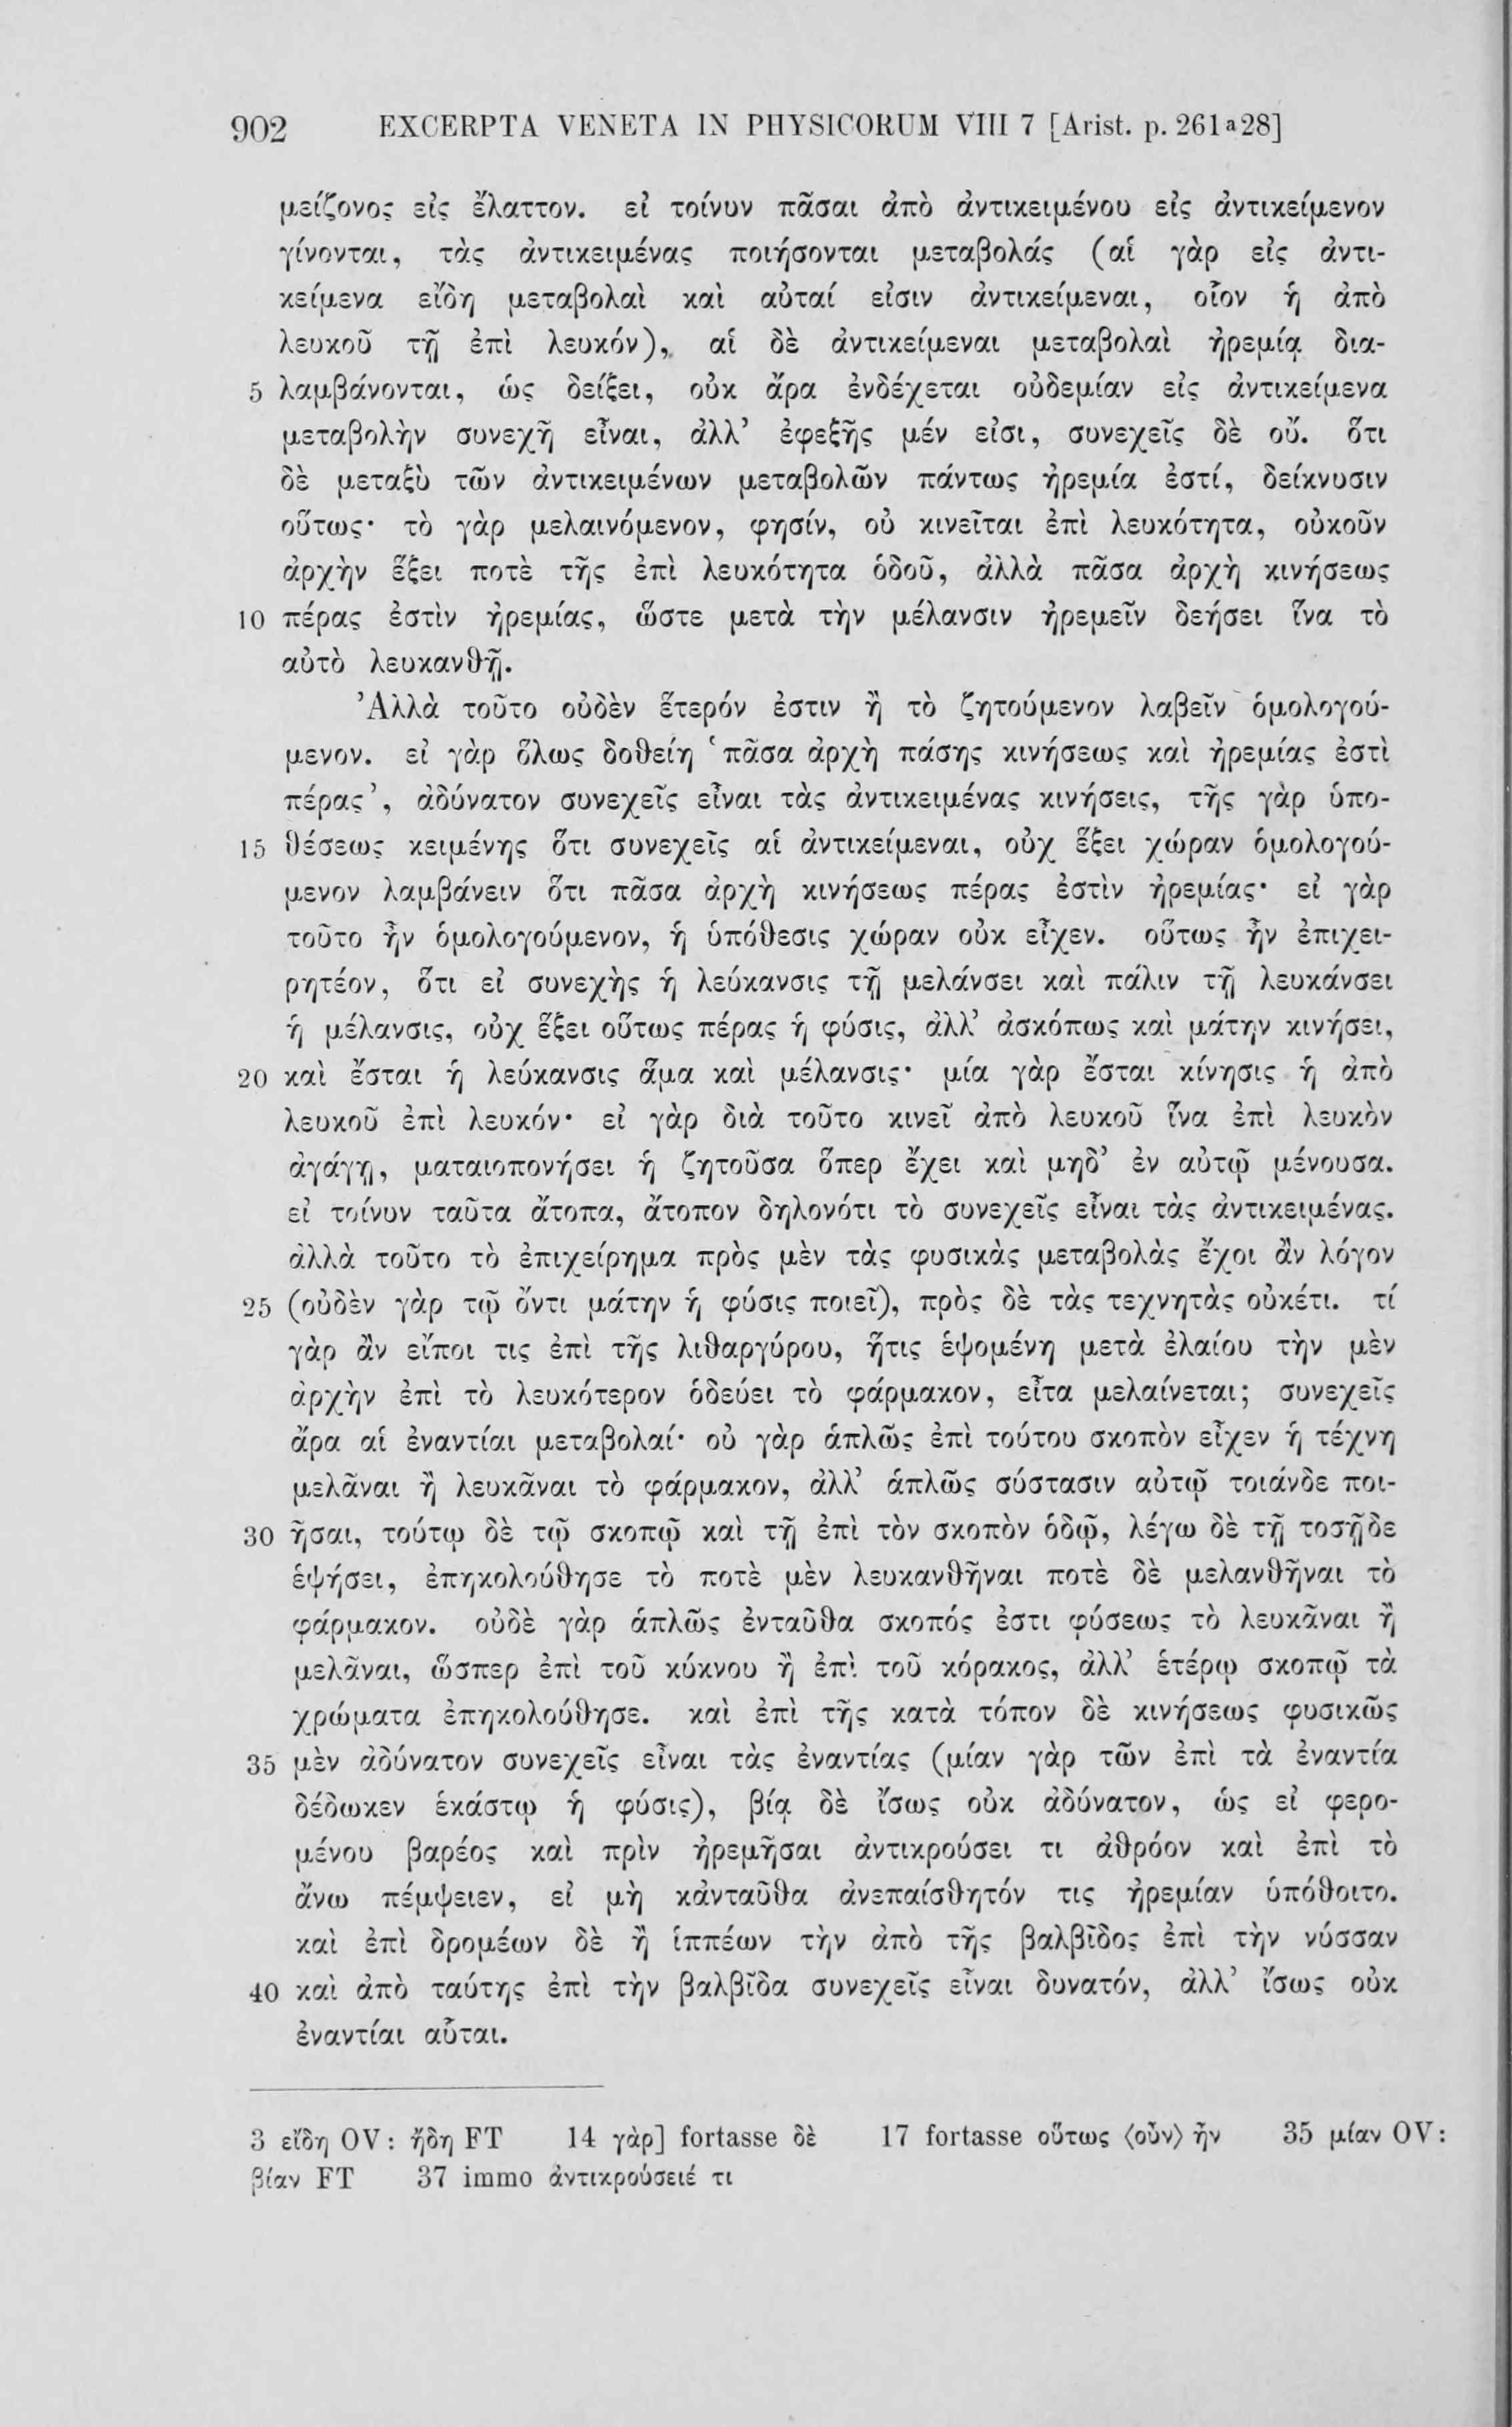 902 EXCERPTA VENETA IN PHYSICORUM VIII 7 [Arist. p. 261a28]
μείζονος εἰς ἔλαττον. εἰ τοίνυν πᾶσαι ἀπὸ ἀντικειμένου εἰς ἀντικείμενον
γίνονται, τὰς ἀντικειμένας ποιήσονται μεταβολάς (αἱ γὰρ εἰς ἀντι-
κείμενα εἴδη μεταβολαὶ καὶ αὐταί εἰσιν ἀντικείμεναι, οἷον ἡ ἀπὸ
λευκοῦ τῇ ἐπὶ λευκόν), αἱ δὲ ἀντικείμεναι μεταβολαὶ ἠρεμίᾳ δια-
5 λαμβάνονται, ὡς δείξει, οὐκ ἄρα ἐνδέχεται οὐδεμίαν εἰς ἀντικείμενα
μεταβολὴν συνεχῆ εἶναι, ἀλλ’ ἐφεξῆς μέν εἰσι, συνεχεῖς δὲ οὔ. ὅτι
δὲ μεταξὺ τῶν ἀντικειμένων μεταβολῶν πάντως ἠρεμία ἐστί, δείκνυσιν
οὕτως· τὸ γὰρ μελαινόμενον, φησίν, οὐ κινεῖται ἐπὶ λευκότητα, οὐκοῦν
ἀρχὴν ἕξει ποτὲ τῆς ἐπὶ λευκότητα ὁδοῦ, ἀλλὰ πᾶσα ἀρχὴ κινήσεως
10 πέρας ἐστὶν ἠρεμίας, ὥστε μετὰ τὴν μέλανσιν ἠρεμεῖν δεήσει ἵνα τὸ
αὐτὸ λευκανθῇ.
Ἀλλὰ τοῦτο οὐδὲν ἕτερόν ἐστιν ἢ τὸ ζητούμενον λαβεῖν ὁμολογού-
μενον. εἰ γὰρ ὅλως δοθείη ‘πᾶσα ἀρχὴ πάσης κινήσεως καὶ ἠρεμίας ἐστὶ
πέρας’, ἀδύνατον συνεχεῖς εἶναι τὰς ἀντικειμένας κινήσεις, τῆς γὰρ ὑπο-
15 θέσεως κειμένης ὅτι συνεχεῖς αἱ ἀντικείμεναι, οὐχ ἕξει χώραν ὁμολογού-
μενον λαμβάνειν ὅτι πᾶσα ἀρχὴ κινήσεως πέρας ἐστὶν ἠρεμίας· εἰ γὰρ
τοῦτο ἦν ὁμολογούμενον, ἡ ὑπόθεσις χώραν οὐκ εἶχεν. οὕτως ἦν ἐπιχει-
ρητέον, ὅτι εἰ συνεχὴς ἡ λεύκανσις τῇ μελάνσει καὶ πάλιν τῇ λευκάνσει
ἡ μέλανσις, οὐχ ἕξει οὕτως πέρας ἡ φύσις, ἀλλ’ ἀσκόπως καὶ μάτην κινήσει,
20 καὶ ἔσται ἡ λεύκανσις ἅμα καὶ μέλανσις· μία γὰρ ἔσται κίνησις ἡ ἀπὸ
λευκοῦ ἐπὶ λευκόν· εἰ γὰρ διὰ τοῦτο κινεῖ ἀπὸ λευκοῦ ἵνα ἐπὶ λευκὸν
ἀγάγῃ, ματαιοπονήσει ἡ ζητοῦσα ὅπερ ἔχει καὶ μηδ’ ἐν αὐτῷ μένουσα.
εἰ τοίνυν ταῦτα ἄτοπα, ἄτοπον δηλονότι τὸ συνεχεῖς εἶναι τὰς ἀντικειμένας.
ἀλλὰ τοῦτο τὸ ἐπιχείρημα πρὸς μὲν τὰς φυσικὰς μεταβολὰς ἔχοι ἂν λόγον
25 (οὐδὲν γὰρ τῷ ὄντι μάτην ἡ φύσις ποιεῖ), πρὸς δὲ τὰς τεχνητὰς οὐκέτι. τί
γὰρ ἂν εἴποι τις ἐπὶ τῆς λιθαργύρου, ἥτις ἑψομένη μετὰ ἐλαίου τὴν μὲν
ἀρχὴν ἐπὶ τὸ λευκότερον ὁδεύει τὸ φάρμακον, εἶτα μελαίνεται; συνεχεῖς
ἄρα αἱ ἐναντίαι μεταβολαί· οὐ γὰρ ἁπλῶς ἐπὶ τούτου σκοπὸν εἶχεν ἡ τέχνη
μελᾶναι ἢ λευκᾶναι τὸ φάρμακον, ἀλλ’ ἁπλῶς σύστασιν αὐτῷ τοιάνδε ποι-
30 ῆσαι, τούτῳ δὲ τῷ σκοπῷ καὶ τῇ ἐπὶ τὸν σκοπὸν ὁδῷ, λέγω δὲ τῇ τοσῇδε
ἑψήσει, ἐπηκολούθησε τὸ ποτὲ μὲν λευκανθῆναι ποτὲ δὲ μελανθῆναι τὸ
φάρμακον. οὐδὲ γὰρ ἁπλῶς ἐνταῦθα σκοπός ἐστι φύσεως τὸ λευκᾶναι ἢ
μελᾶναι, ὥσπερ ἐπὶ τοῦ κύκνου ἢ ἐπὶ τοῦ κόρακος, ἀλλ’ ἑτέρῳ σκοπῷ τὰ
χρώματα ἐπηκολούθησε. καὶ ἐπὶ τῆς κατὰ τόπον δὲ κινήσεως φυσικῶς
35 μὲν ἀδύνατον συνεχεῖς εἶναι τὰς ἐναντίας (μίαν γὰρ τῶν ἐπὶ τὰ ἐναντία
δέδωκεν ἑκάστῳ ἡ φύσις), βίᾳ δὲ ἴσως οὐκ ἀδύνατον, ὡς εἰ φερο-
μένου βαρέος καὶ πρὶν ἠρεμῆσαι ἀντικρούσει τι ἀθρόον καὶ ἐπὶ τὸ
ἄνω πέμψειεν, εἰ μὴ κἀνταῦθα ἀνεπαίσθητόν τις ἠρεμίαν ὑπόθοιτο.
καὶ ἐπὶ δρομέων δὲ ἢ ἱππέων τὴν ἀπὸ τῆς βαλβῖδος ἐπὶ τὴν νύσσαν
40 καὶ ἀπὸ ταύτης ἐπὶ τὴν βαλβῖδα συνεχεῖς εἶναι δυνατόν, ἀλλ’ ἴσως οὐκ
ἐναντίαι αὗται.
3 εἴδη OV: ἤδη FT 14 γὰρ] fortasse δὲ 17 fortasse οὕτως ⟨οὖν⟩ ἦν 35 μίαν OV:
βίαν FT 37 immo ἀντικρούσειέ τι